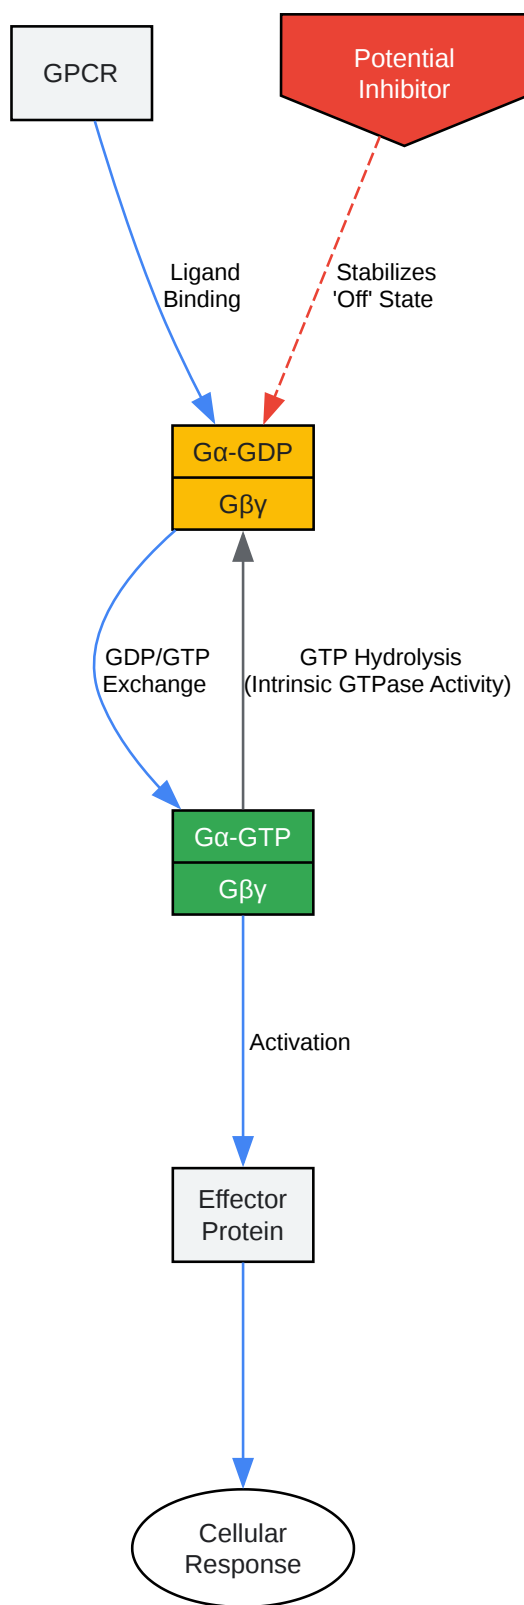 GPCR
Potential
Inhibitor
Ligand
Binding
Stabilizes
'Off' State
Gα-GDP
Gβγ
GDP/GTP
Exchange
GTP Hydrolysis
(Intrinsic GTPase Activity)
Gα-GTP
Gβγ
Activation
Effector
Protein
Cellular
Response